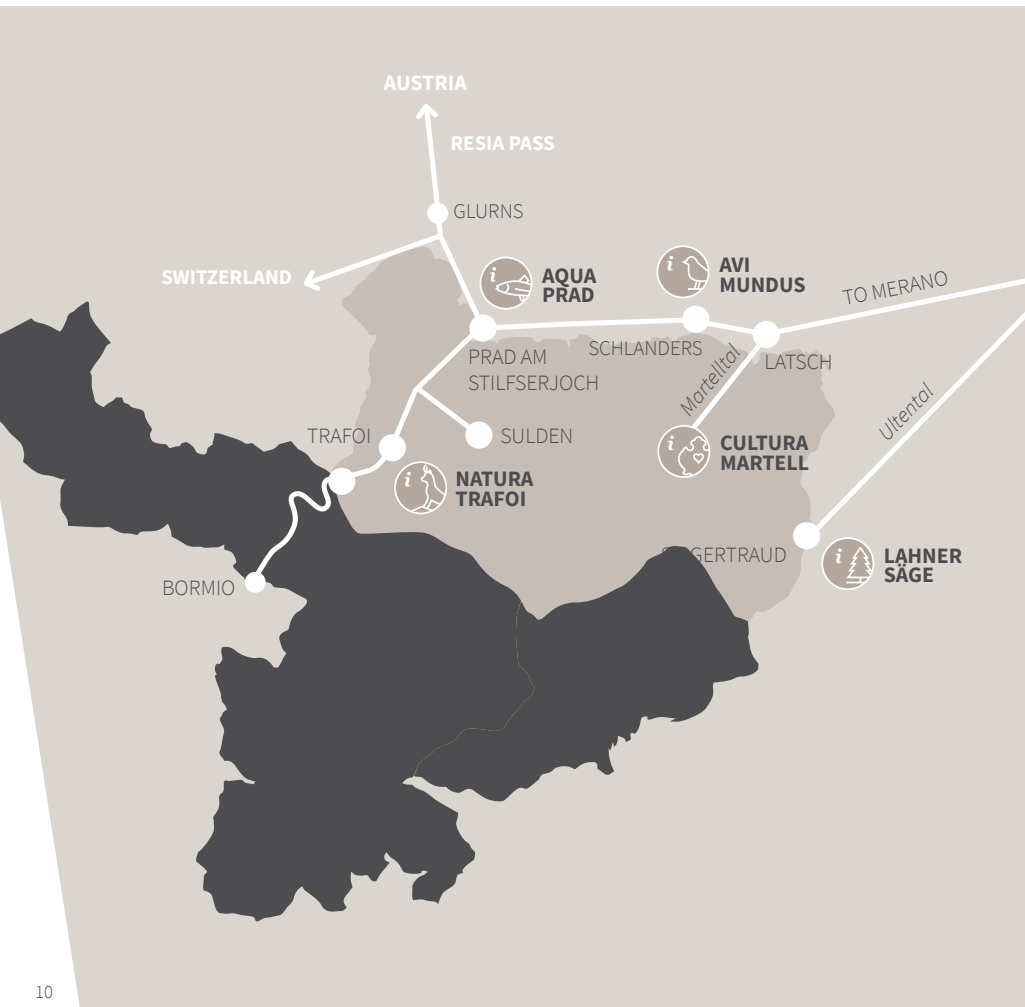 AUSTRIA
RESIA PASS
GLURNS
SWITZERLAND
AQUA
PRAD
AVI
MUNDUS
TO MERANO
PRAD AM
STILFSERJOCH
SCHLANDERS
LATSCH
Martelltal
Ultental
TRAFOI
SULDEN
CULTURA
MARTELL
NATURA
TRAFOI
GERTRAUD
LAHNER
SÄGE
BORMIO
i
i
i
i
i
10